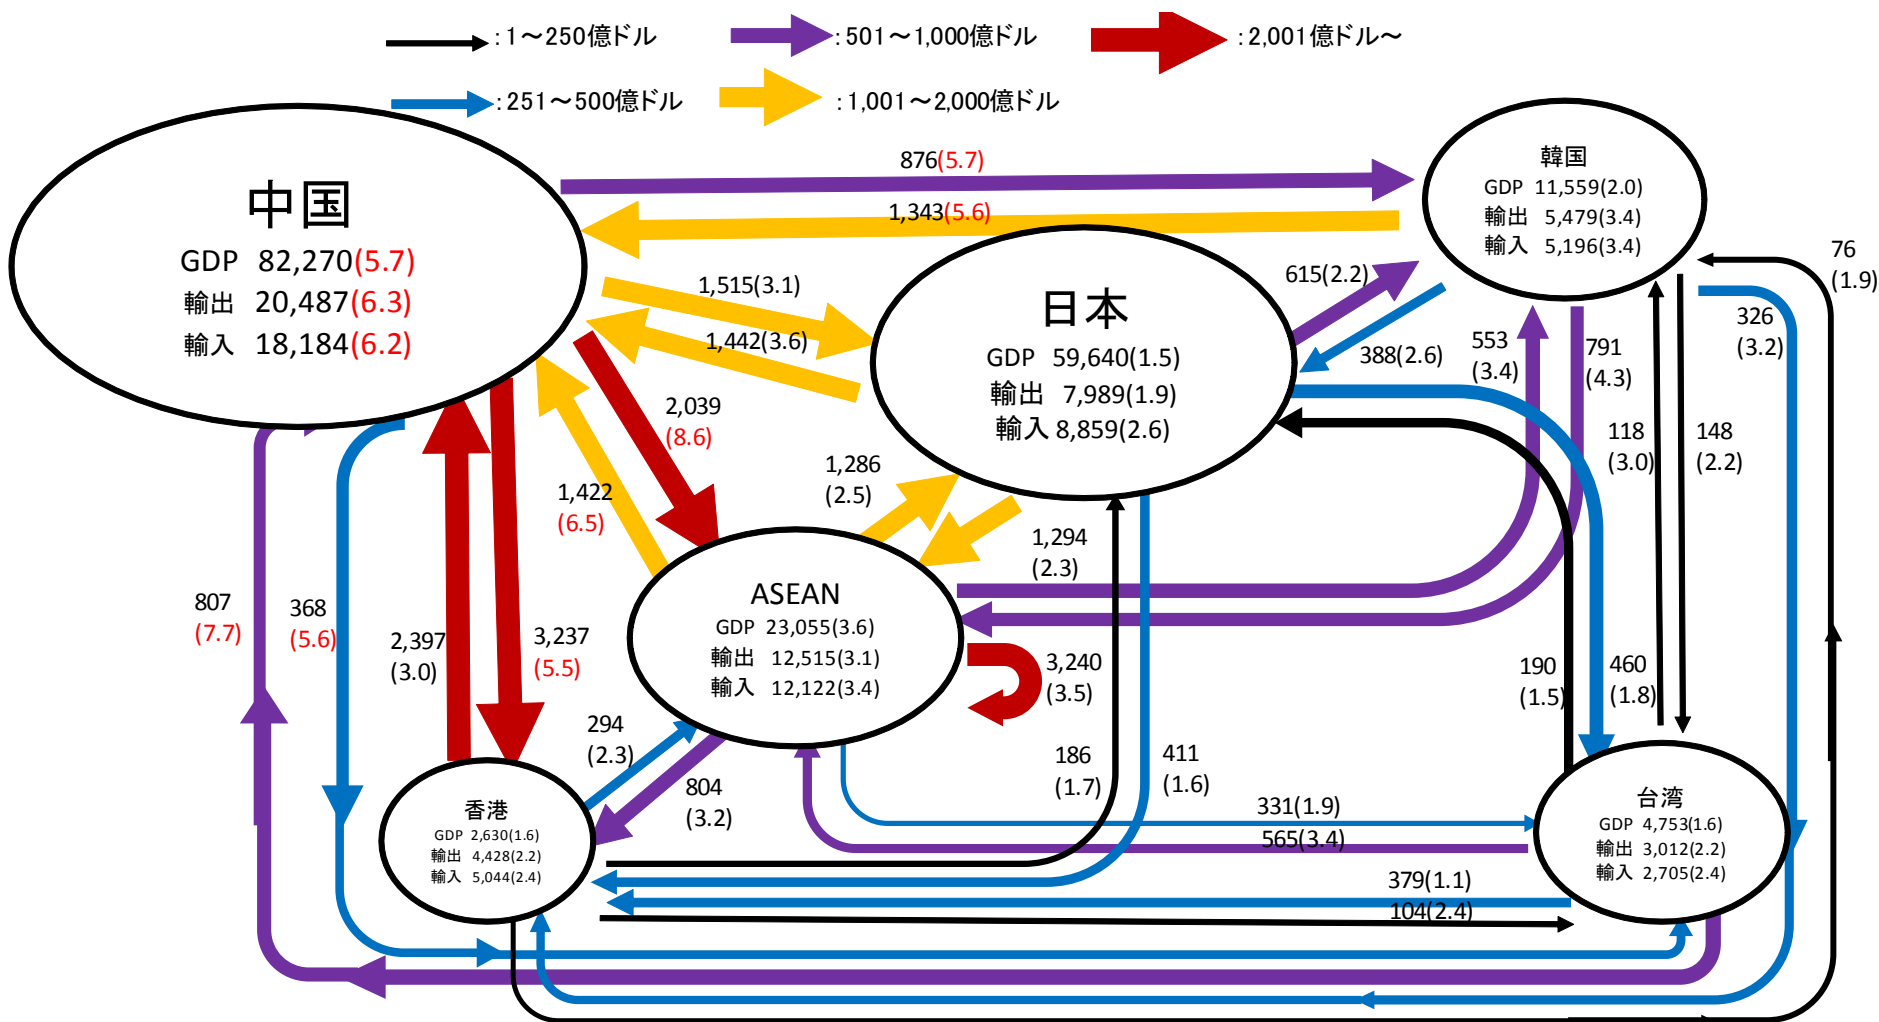 :1～250億ドル
:501～1,000億ドル
:2,001億ドル～
:251～500億ドル
:1,001～2,000億ドル
中国
GDP 82,270(5.7)
輸出 20,487(6.3)
輸入 18,184(6.2)
876(5.7)
1,343(5.6)
韓国
GDP 11,559(2.0)
輸出 5,479(3.4)
輸入 5,196(3.4)
76
(1.9)
1,515(3.1)
1,442(3.6)
日本
GDP 59,640(1.5)
輸出 7,989(1.9)
輸入 8,859(2.6)
615(2.2)
388(2.6)
553
(3.4)
791
(4.3)
326
(3.2)
2,039
(8.6)
118
(3.0)
148
(2.2)
1,422
(6.5)
1,286
(2.5)
1,294
(2.3)
ASEAN
GDP 23,055(3.6)
輸出 12,515(3.1)
輸入 12,122(3.4)
807
(7.7)
368
(5.6)
2,397
(3.0)
3,237
(5.5)
3,240
(3.5)
190
(1.5)
460
(1.8)
294
(2.3)
804
(3.2)
186
(1.7)
411
(1.6)
香港
GDP 2,630(1.6)
輸出 4,428(2.2)
輸入 5,044(2.4)
331(1.9)
565(3.4)
台湾
GDP 4,753(1.6)
輸出 3,012(2.2)
輸入 2,705(2.4)
379(1.1)
104(2.4)